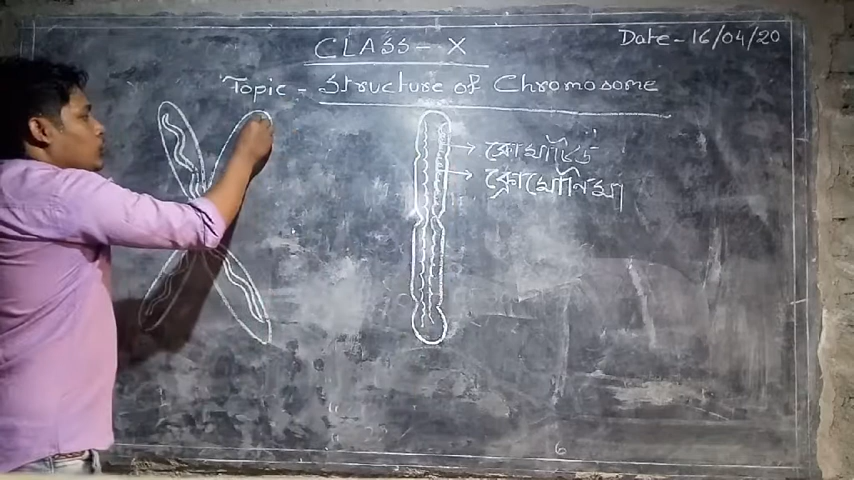 CLASS - X
Date - 16/04/20
Topic - Structure of Chromosome
ক্রোমাটিড
ক্রোমোনিমা